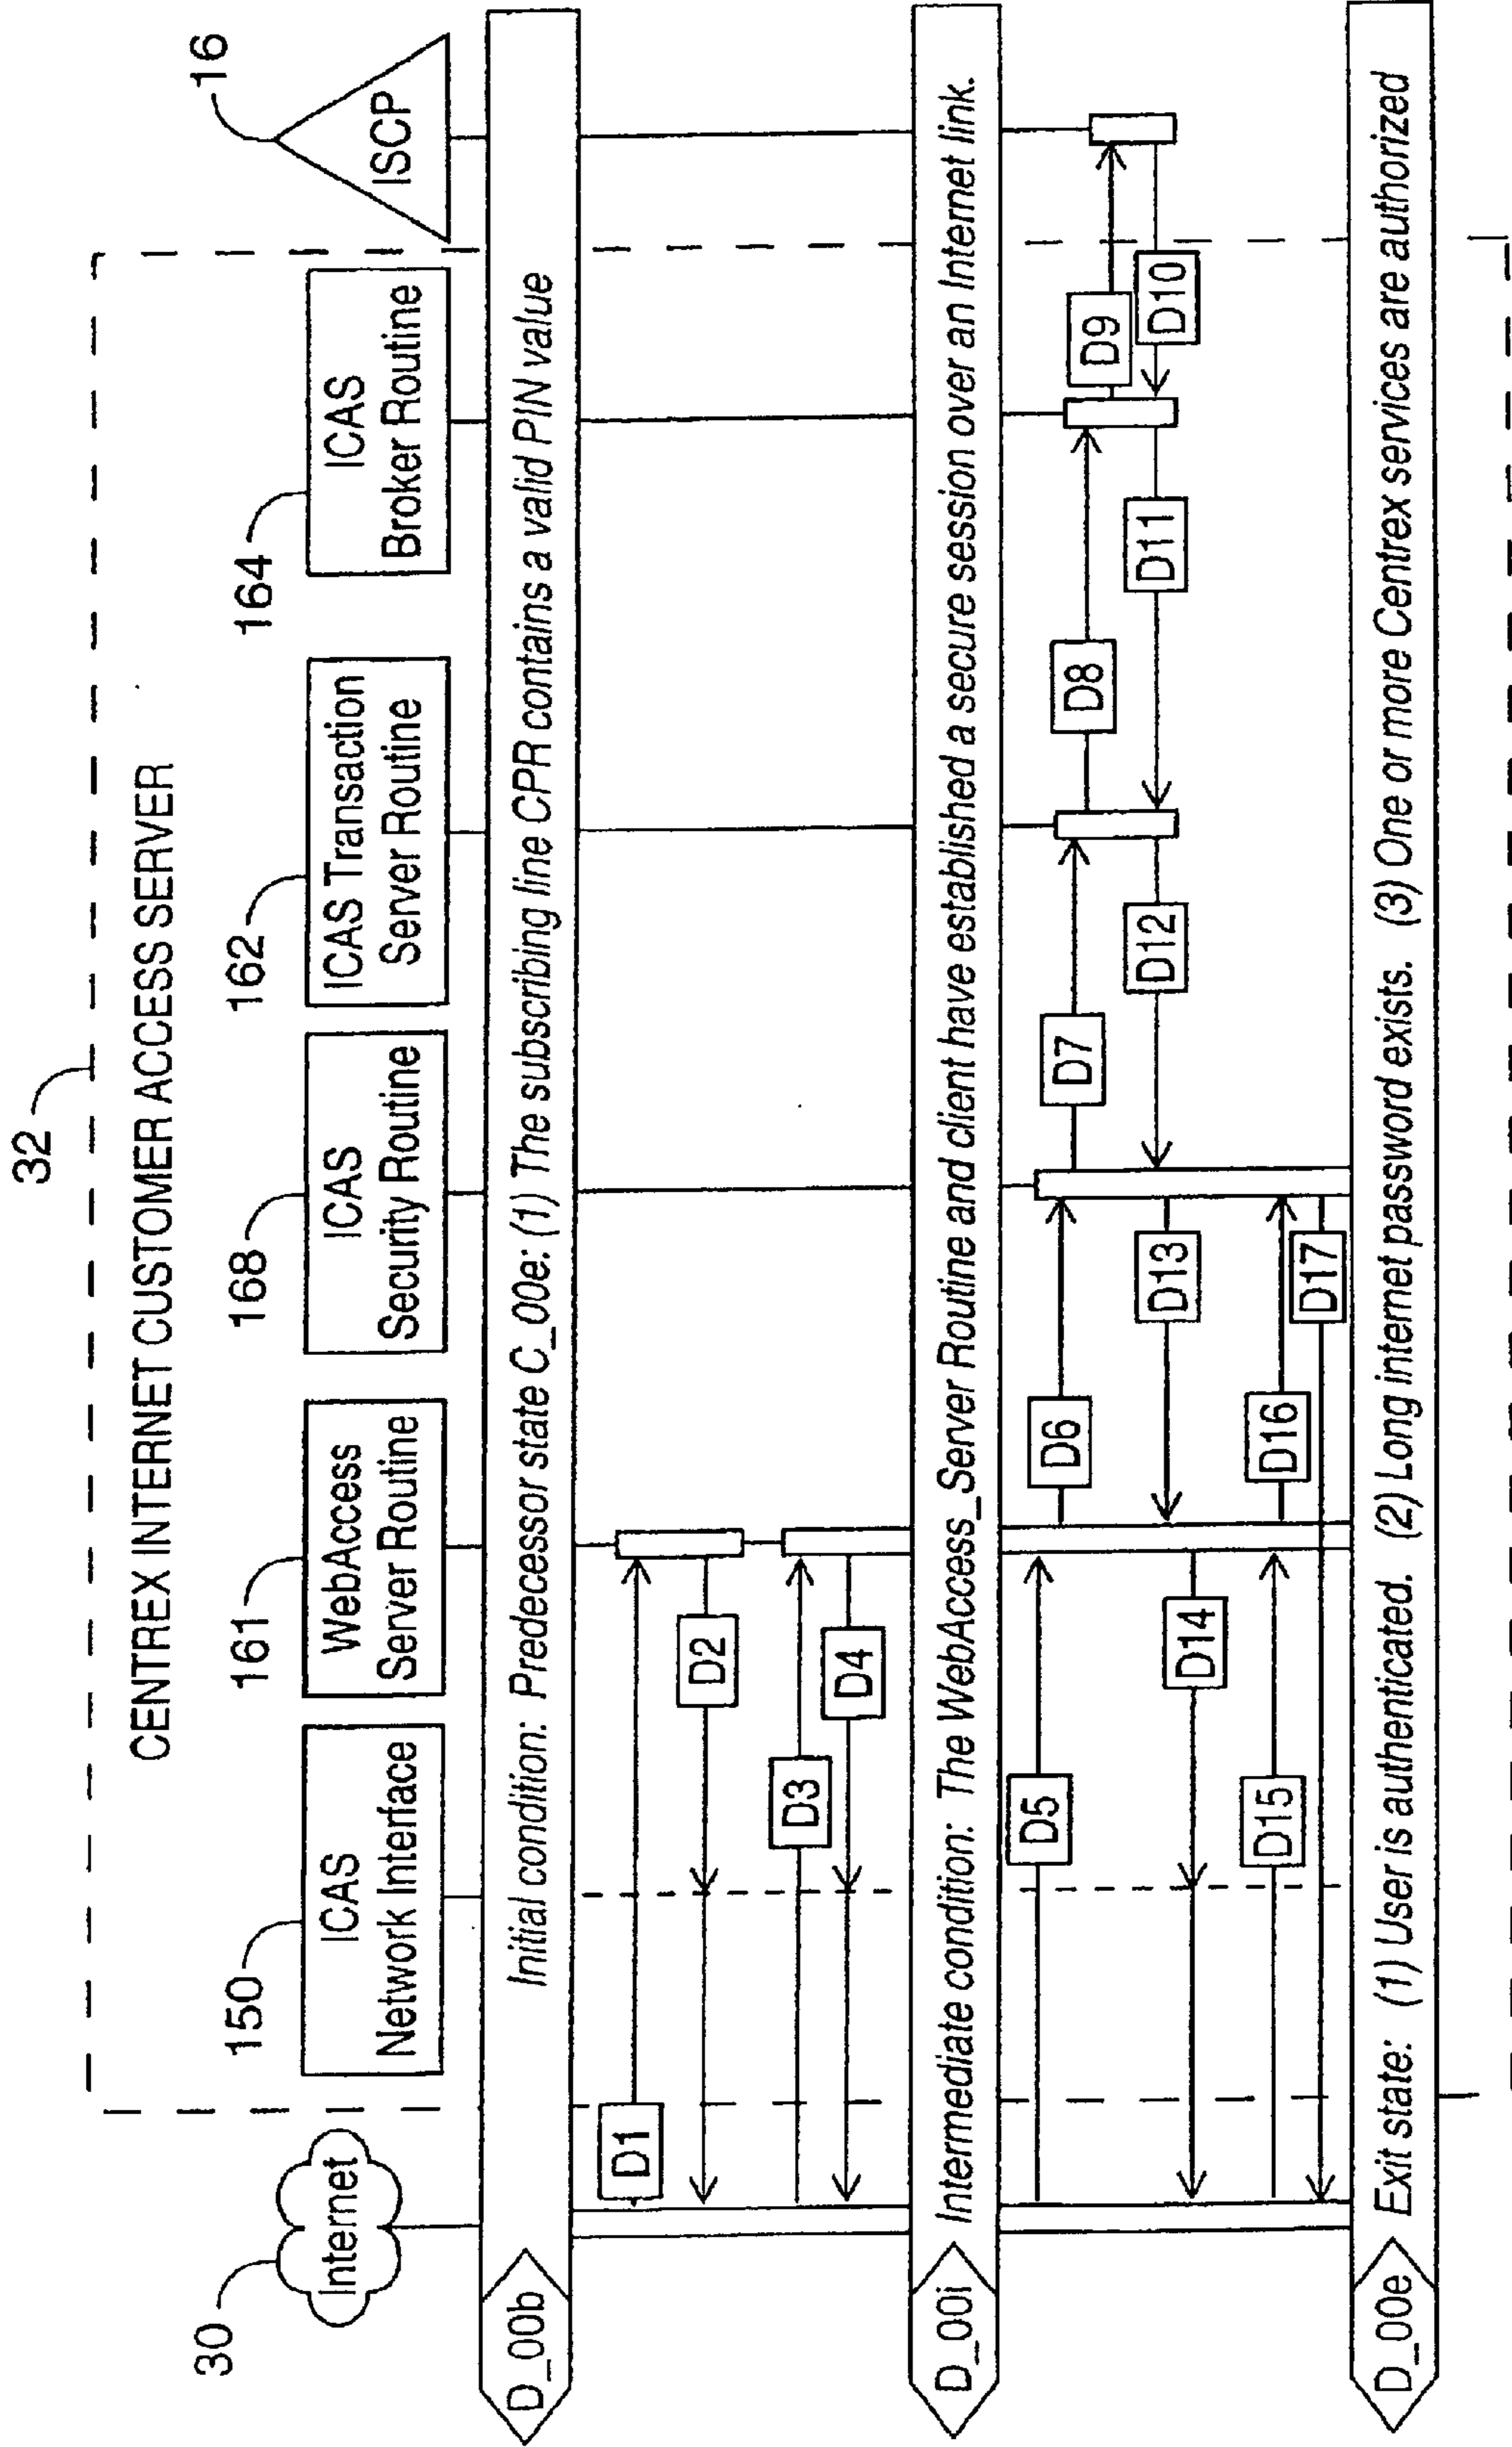 32
CENTREX INTERNET CUSTOMER ACCESS SERVER
30
150
161
168
162
164
16
Internet
ICAS
Network Interface
WebAccess
Server Routine
ICAS
Security Routine
ICAS Transaction
Server Routine
ICAS
Broker Routine
ISCP
D_00b
Initial condition: Predecessor state C_00e: (1) The subscribing line CPR contains a valid PIN value
D1
D2
D3
D4
D_00i
Intermediate condition: The WebAccess_Server Routine and client have established a secure session over an Internet link.
D5
D6
D7
D8
D9
D10
D11
D12
D13
D14
D15
D16
D17
D_00e
Exit state: (1) User is authenticated. (2) Long internet password exists. (3) One or more Centrex services are authorized